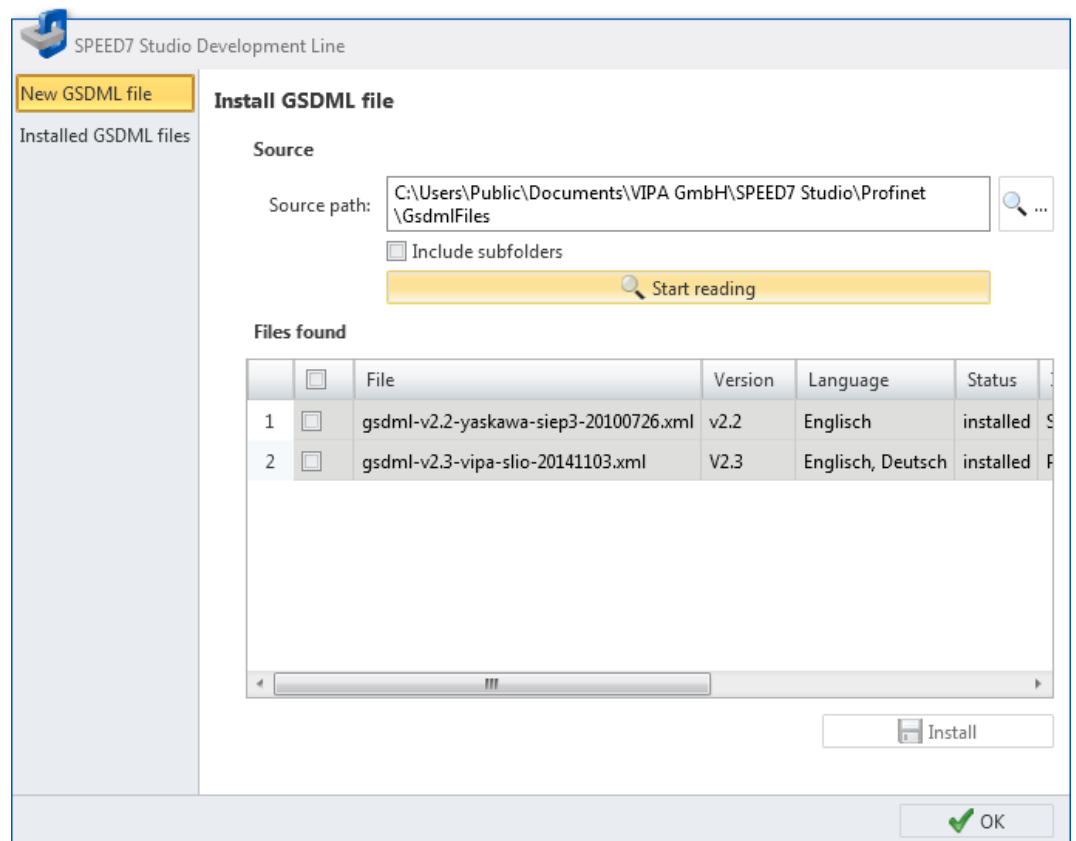 SPEED7 Studio Development Line
New GSDML file
Installed GSDML files
Install GSDML file
Source
Source path:
C:\Users\Public\Documents\VIPA GmbH\SPEED7 Studio\Profinet
\GsdmlFiles
...
Include subfolders
Start reading
Files found
File Version Language Status
1 gsdml-v2.2-yaskawa-siep3-20100726.xml v2.2 Englisch installed
2 gsdml-v2.3-vipa-slio-20141103.xml V2.3 Englisch, Deutsch installed
Install
OK